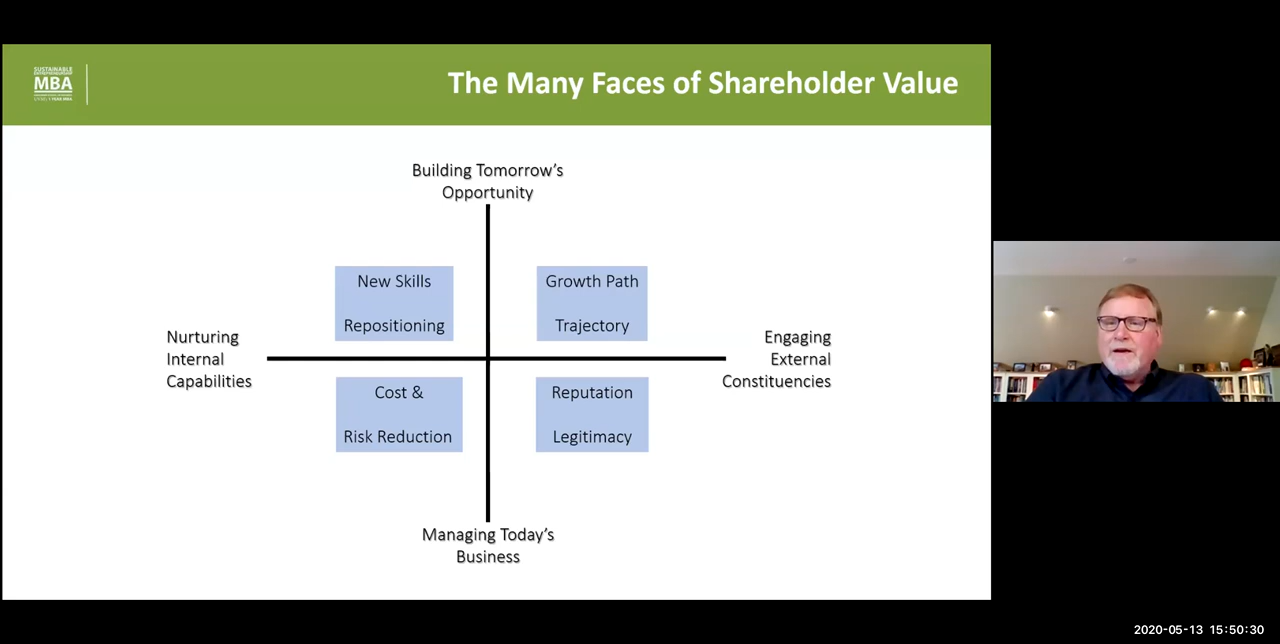 SUSTAINABLE
ENTREPRENEURSHIP
MBA
The Many Faces of Shareholder Value
Building Tomorrow's
Opportunity
New Skills
Repositioning
Growth Path
Trajectory
Nurturing
Internal
Capabilities
Engaging
External
Constituencies
Cost &
Risk Reduction
Reputation
Legitimacy
Managing Today's
Business
2020-05-13 15:50:30